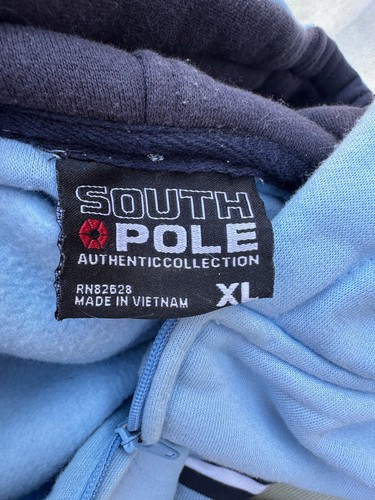 SOUTH
POLE
AUTHENTICCOLLECTION
RN82628
MADE IN VIETNAM
XL